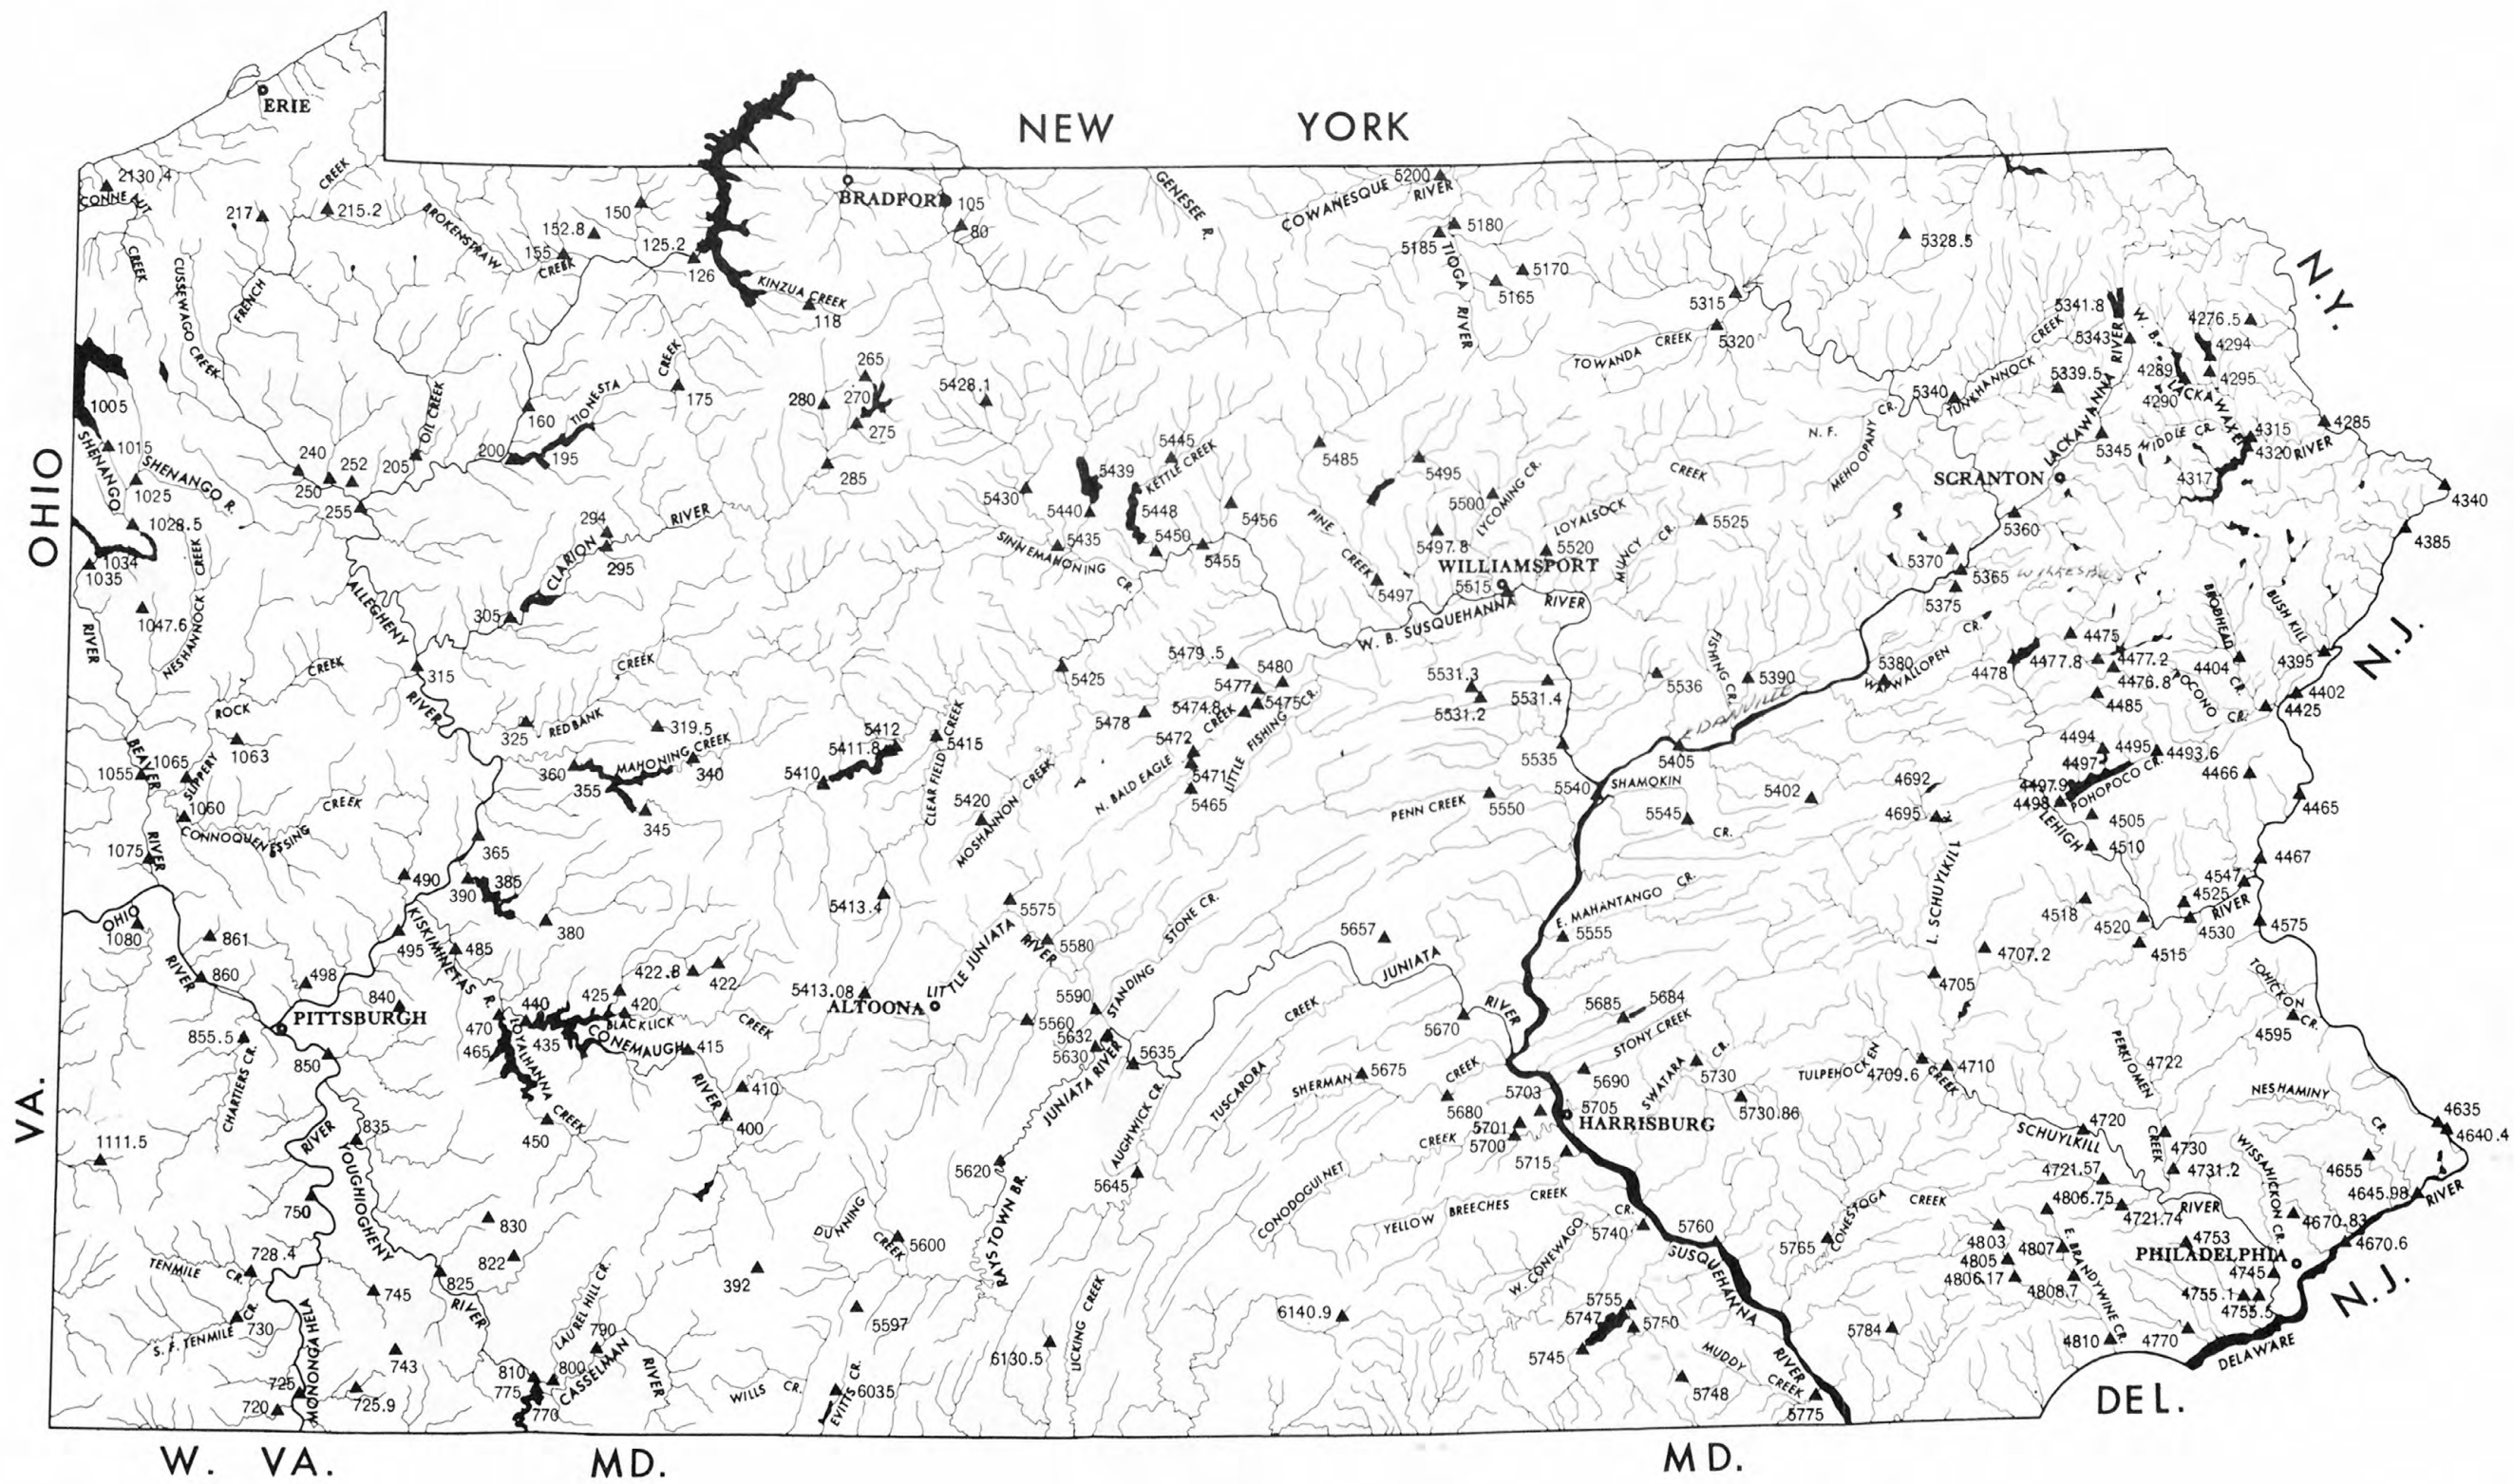 NEW YORK
ERIE
2130.4
CONNEAUT
CREEK
217
CREEK
215.2
BROKENSTRAW
CREEK
152.8
150
155
125.2
126
KINZUA CREEK
118
BRADFORD
105
80
GENESEE R.
COWANESQUE RIVER
5200
5180
5185
TIOGA RIVER
5170
5165
5315
5320
TOWANDA CREEK
5328.5
N.Y.
CUSSEWAGO CREEK
FRENCH
OIL CREEK
TIONESTA
CREEK
175
160
200
195
205
240
252
250
255
1005
1015
SHENANGO
SHENANGO R.
1025
1028.5
1034
1035
1047.6
NESHANNOCK CREEK
RIVER
OHIO
265
280
270
275
285
5428.1
294
295
CLARION
RIVER
305
5430
5439
5440
5435
SINNEMAHONING CR.
5445
KETTLE CREEK
5448
5450
5455
5456
5485
5495
PINE CREEK
5497
5497.8
5500
LYCOMING CR.
5520
LOYALSOCK
CREEK
MUNCY CR.
5525
WILLIAMSPORT
5515
W. B. SUSQUEHANNA
RIVER
N. F.
MEHOOPANY
CR.
5340
TUNKHANNOCK
CREEK
5339.5
5341.8
5343
LACKAWANNA RIVER
5345
SCRANTON
W. B.
LACKAWAXEN
RIVER
4276.5
4294
4295
4289
4290
MIDDLE CR.
4315
4320
4317
4285
4340
4385
5360
5370
5365
5375
4475
4478
4477.8
4477.2
4476.8
4485
BRODHEAD
CR.
BUSH KILL
4404
POCONO
CR.
4395
4402
4425
N.J.
ALLEGHENY
RIVER
315
CREEK
REDBANK
CREEK
325
319.5
340
MAHONING CREEK
360
355
345
ROCK
SLIPPERY
1063
1065
1055
1060
BEAVER
RIVER
CONNOQUENESSING
CREEK
1075
365
385
390
380
490
5412
5411.8
5410
5415
CLEARFIELD CREEK
5420
MOSHANNON CREEK
5425
5413.4
5413.08
5479.5
5480
5477
5475
5474.8
5478
5472
5471
5465
N. BALD EAGLE
CREEK
LITTLE FISHING CR.
PENN CREEK
5550
5531.3
5531.2
5531.4
5535
5540
5536
FISHING CR.
5390
5380
WAPWALLOPEN
CR.
DANVILLE
5405
SHAMOKIN
CR.
5545
5402
4692
4695
L. SCHUYLKILL
4494
4495
4493.6
4497
4497.9
4498
POHOPOCO CR.
LEHIGH
RIVER
4505
4510
4466
4465
4467
4547
4525
4518
4520
4530
4515
4575
OHIO
1080
RIVER
861
860
498
840
PITTSBURGH
495
485
KISKIMINETAS R.
855.5
CHARTIERS CR.
850
440
425
422.8
422
420
BLACKLICK
CREEK
470
465
435
CONEMAUGH
RIVER
415
410
400
LOYALHANNA
CREEK
450
ALTOONA
LITTLE JUNIATA
RIVER
5575
5580
5590
5560
5632
5630
5635
JUNIATA RIVER
STANDING
STONE CR.
5657
JUNIATA
RIVER
5670
5555
E. MAHANTANGO CR.
5685
5684
STONY CREEK
SWATARA
CR.
5730
5730.86
5690
HARRISBURG
5705
5703
5701
5700
5715
TUSCARORA
CREEK
SHERMAN
CREEK
5675
5680
AUGHWICK CR.
5645
5620
RAYSTOWN BR.
CONODOGUINET
CREEK
YELLOW BREECHES CREEK
4705
4707.2
TULPEHOCKEN
CREEK
4709.6
4710
4720
SCHUYLKILL
RIVER
PERKIOMEN
CREEK
4722
4730
4731.2
4721.57
4721.74
4806.75
TOHICKON
CR.
4595
NESHAMINY
CR.
WISSAHICKON CR.
4635
4640.4
4655
4645.98
RIVER
4670.83
4670.6
VA.
1111.5
RIVER
835
YOUGHIOGHENY
RIVER
750
830
822
825
728.4
TENMILE
CR.
730
S. F. TENMILE CR.
745
743
725
725.9
720
MONONGAHELA
LAUREL HILL CR.
790
800
810
775
770
CASSELMAN
RIVER
392
WILLS CR.
DUNNING
CREEK
5600
5597
6035
EVITTS CR.
6130.5
LICKING CREEK
6140.9
W. CONEWAGO
CR.
5740
5760
SUSQUEHANNA
RIVER
5755
5747
5750
5745
5748
MUDDY
CREEK
5775
5765
CONESTOGA
CREEK
5784
4803
4805
4807
4806.17
4808.7
E. BRANDYWINE CR.
4753
PHILADELPHIA
4745
4755.1
4755.5
4810
4770
DELAWARE
N.J.
DEL.
W. VA.
MD.
MD.